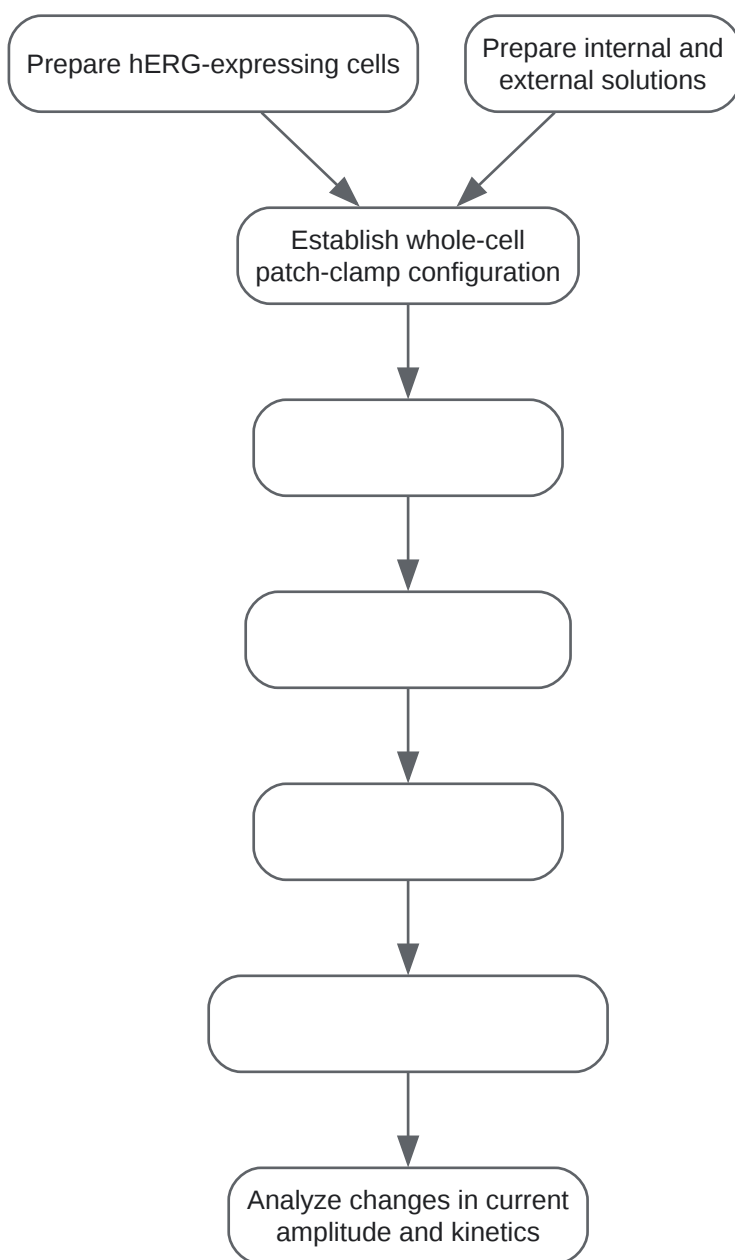 Prepare hERG-expressing cells
Prepare internal and
external solutions
Establish whole-cell
patch-clamp configuration
Analyze changes in current
amplitude and kinetics